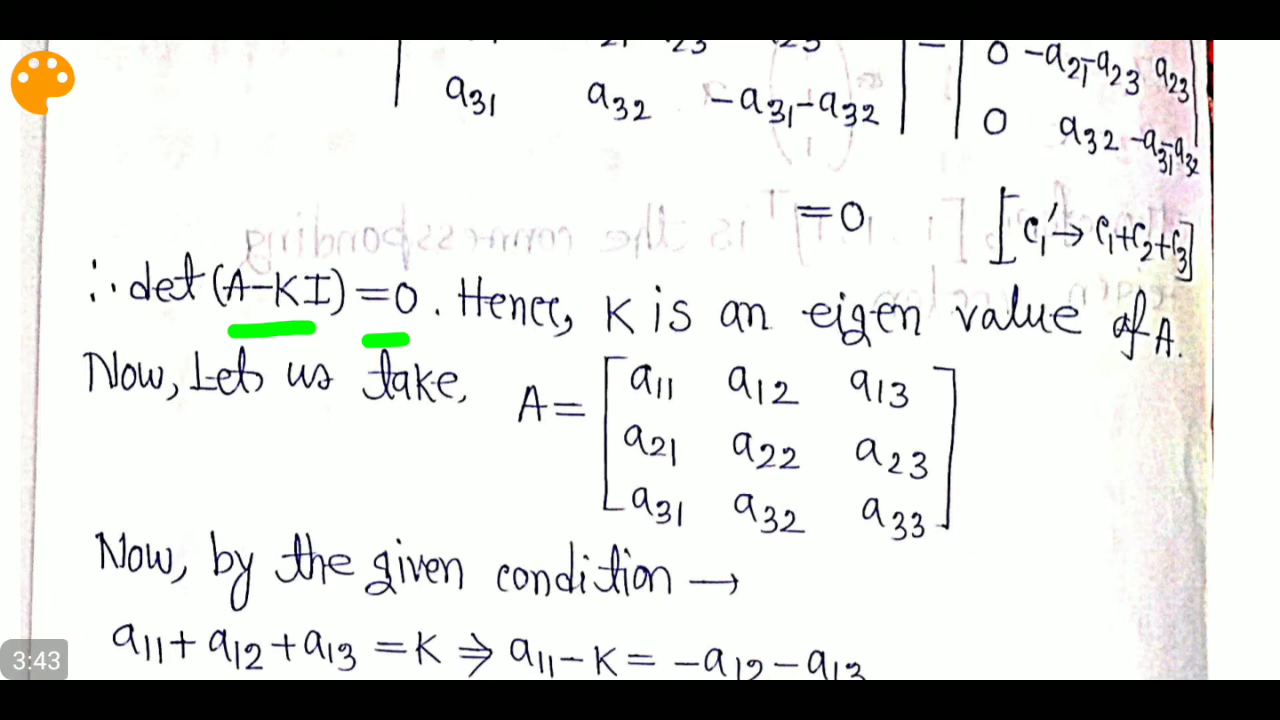 a31 a32 -a31-a32 - 0 -a21-a23 a23
0 a32 -a31-a32
=0 [c1'→ c1+c2+c3]
∴ det (A-KI) =0. Hence, K is an eigen value of A.
Now, Let us take, A= [a11 a12 a13
a21 a22 a23
a31 a32 a33]
Now, by the given condition →
a11+ a12 +a13 =K ⇒ a11-K= -a12-a13
3:43